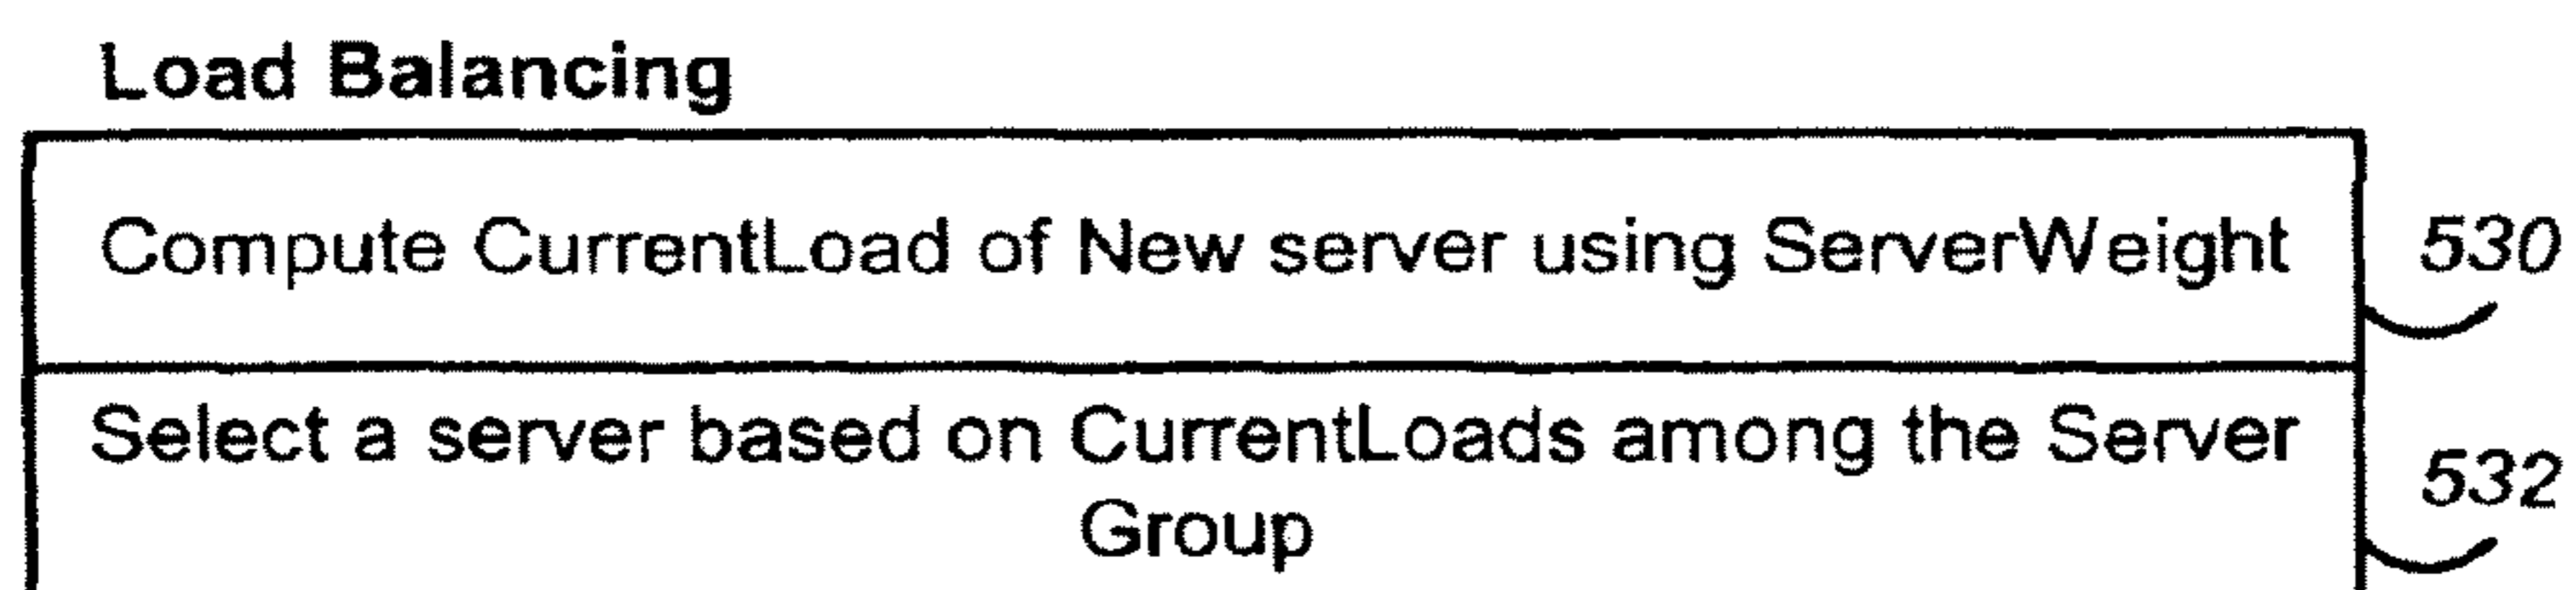 Load Balancing
Compute CurrentLoad of New server using ServerWeight
530
Select a server based on CurrentLoads among the Server
Group
532